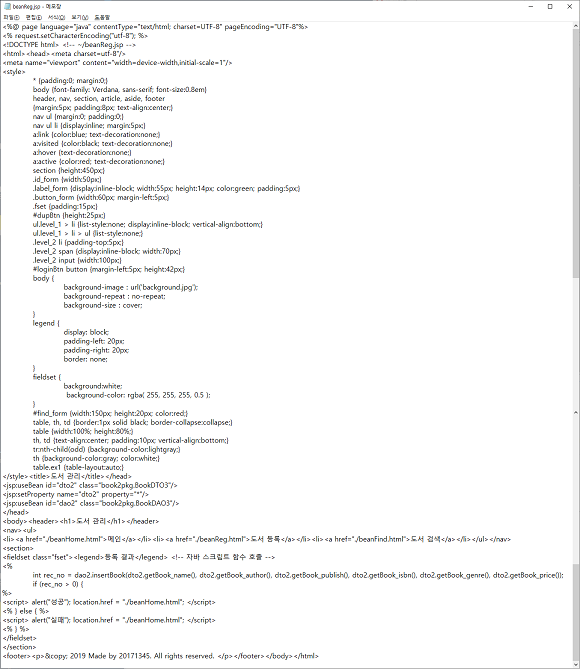 beanReg.jsp - 메모장
파일(F) 편집(E) 서식(O) 보기(V) 도움말
<%@ page language="java" contentType="text/html; charset=UTF-8" pageEncoding="UTF-8"%>
<% request.setCharacterEncoding("utf-8"); %>
<!DOCTYPE html> <!-- ~/beanReg.jsp -->
<html><head><meta charset=utf-8"/>
<meta name="viewport" content="width=device-width,initial-scale=1"/>
<style>
* {padding:0; margin:0;}
body {font-family: Verdana, sans-serif; font-size:0.8em}
header, nav, section, article, aside, footer
{margin:5px; padding:8px; text-align:center;}
nav ul {margin:0; padding:0;}
nav ul li {display:inline; margin:5px;}
a:link {color:blue; text-decoration:none;}
a:visited {color:black; text-decoration:none;}
a:hover {text-decoration:none;}
a:active {color:red; text-decoration:none;}
section {height:450px;}
.id_form {width:50px;}
.label_form {display:inline-block; width:55px; height:14px; color:green; padding:5px;}
.button_form {width:60px; margin-left:5px;}
.fset {padding:15px;}
#dupBtn {height:25px;}
ul.level_1 > li {list-style:none; display:inline-block; vertical-align:bottom;}
ul.level_1 > li > ul {list-style:none;}
.level_2 li {padding-top:5px;}
.level_2 span {display:inline-block; width:70px;}
.level_2 input {width:100px;}
#loginBtn button {margin-left:5px; height:42px;}
body {
background-image : url('background.jpg');
background-repeat : no-repeat;
background-size : cover;
}
legend {
display: block;
padding-left: 20px;
padding-right: 20px;
border: none;
}
fieldset {
background:white;
background-color: rgba( 255, 255, 255, 0.5 );
}
#find_form {width:150px; height:20px; color:red;}
table, th, td {border:1px solid black; border-collapse:collapse;}
table {width:100%; height:80%;}
th, td {text-align:center; padding:10px; vertical-align:bottom;}
tr:nth-child(odd) {background-color:lightgray;}
th {background-color:gray; color:white;}
table.ex1 {table-layout:auto;}
</style><title>도서 관리</title></head>
<jsp:useBean id="dto2" class="book2pkg.BookDTO3"/>
<jsp:setProperty name="dto2" property="*"/>
<jsp:useBean id="dao2" class="book2pkg.BookDAO3"/>
</head>
<body><header><h1>도서 관리</h1></header>
<nav><ul>
<li><a href="./beanHome.html">메인</a></li><li><a href="./beanReg.html">도서 등록</a></li><li><a href="./beanFind.html">도서 검색</a></li></ul></nav>
<section>
<fieldset class="fset"><legend>등록 결과</legend> <!-- 자바 스크립트 함수 호출 -->
<%
int rec_no = dao2.insertBook(dto2.getBook_name(), dto2.getBook_author(), dto2.getBook_publish(), dto2.getBook_isbn(), dto2.getBook_genre(), dto2.getBook_price());
if (rec_no > 0) {
%>
<script> alert("성공"); location.href = "./beanHome.html"; </script>
<% } else { %>
<script> alert("실패"); location.href = "./beanHome.html"; </script>
<% } %>
</fieldset>
</section>
<footer><p>&copy; 2019 Made by 20171345. All rights reserved. </p></footer></body></html>